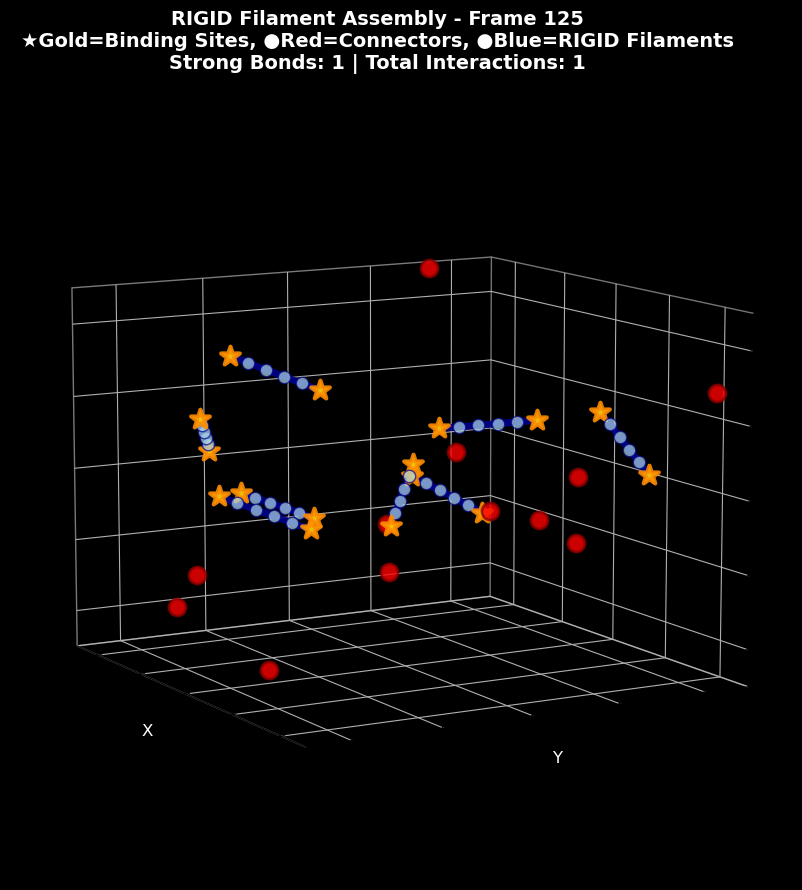 RIGID Filament Assembly - Frame 125
★Gold=Binding Sites, ●Red=Connectors, ●Blue=RIGID Filaments
Strong Bonds: 1 | Total Interactions: 1
X
Y